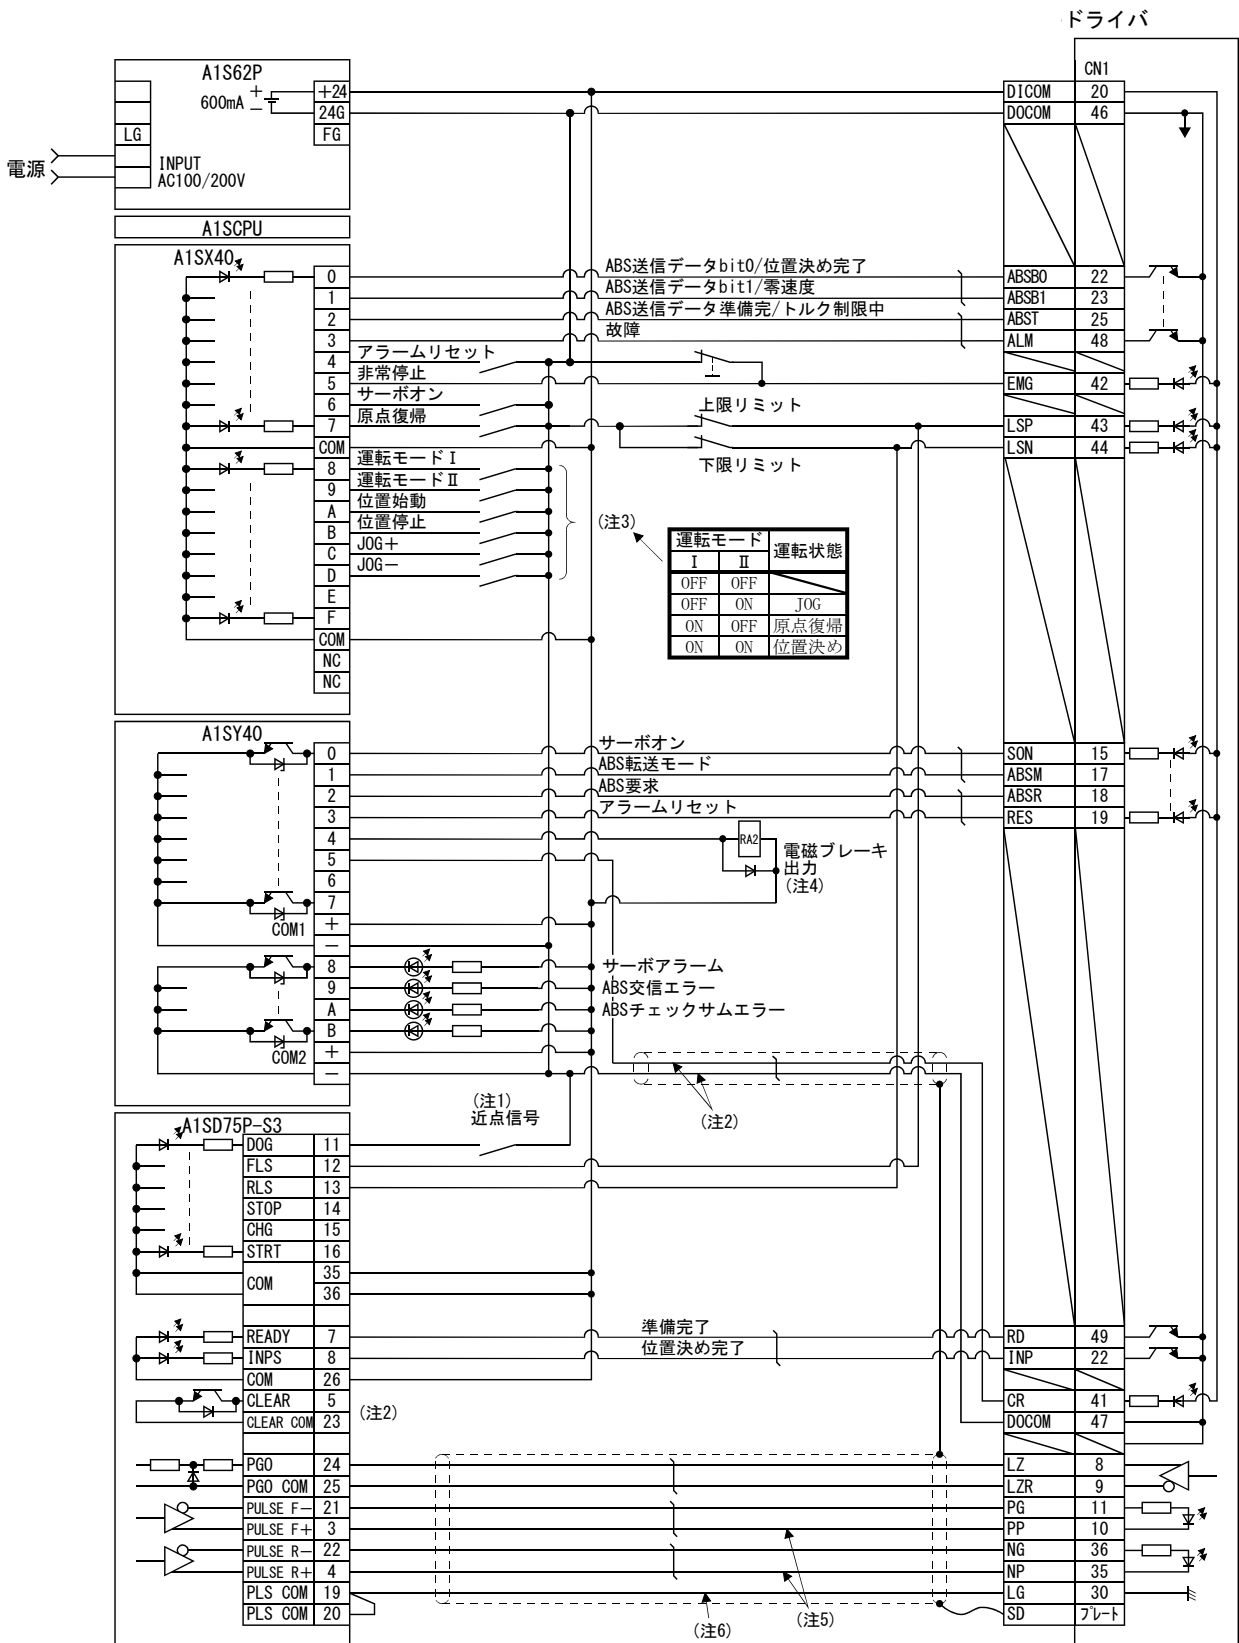 ドライバ
A1S62P
CN1
+ +24 DICOM 20
600mA − 24G DOCOM 46
LG FG
電源
INPUT
AC100/200V
A1SCPU
A1SX40
0 ABS送信データbit0/位置決め完了 ABSB0 22
1 ABS送信データbit1/零速度 ABSB1 23
2 ABS送信データ準備完/トルク制限中 ABST 25
3 故障 ALM 48
4 アラームリセット
5 非常停止 EMG 42
6 サーボオン
上限リミット
7 原点復帰 LSP 43
COM LSN 44
下限リミット
8 運転モードⅠ
9 運転モードⅡ
A 位置始動
B 位置停止
C JOG+
D JOG−
E
F
COM
NC
NC
(注3)
運転モード 運転状態
Ⅰ Ⅱ
OFF OFF
OFF ON JOG
ON OFF 原点復帰
ON ON 位置決め
A1SY40
0 サーボオン SON 15
1 ABS転送モード ABSM 17
2 ABS要求 ABSR 18
3 アラームリセット RES 19
4 RA2
電磁ブレーキ
出力
(注4)
5
6
7
COM1 +
−
8 サーボアラーム
9 ABS交信エラー
A ABSチェックサムエラー
B
COM2 +
−
(注2)
(注1)
近点信号
A1SD75P-S3
DOG 11
FLS 12
RLS 13
STOP 14
CHG 15
STRT 16
COM 35
36
READY 7 準備完了 RD 49
INPS 8 位置決め完了 INP 22
COM 26
CLEAR 5 CR 41
(注2)
CLEAR COM 23 DOCOM 47
PGO 24 LZ 8
PGO COM 25 LZR 9
PULSE F− 21 PG 11
PULSE F+ 3 PP 10
PULSE R− 22 NG 36
PULSE R+ 4 NP 35
PLS COM 19 LG 30
PLS COM 20 SD プレート
(注5)
(注6)